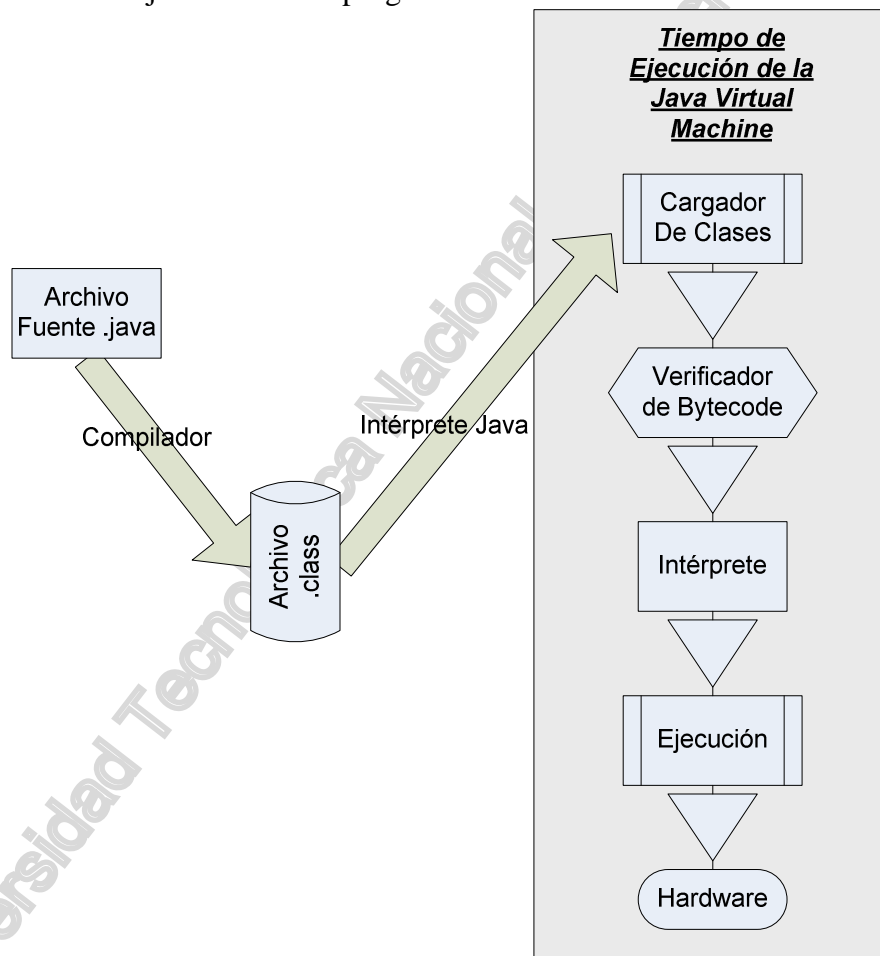 Tiempo de
Ejecución de la
Java Virtual
Machine
Cargador
De Clases
Archivo
Fuente .java
Verificador
de Bytecode
Compilador
Intérprete Java
Archivo
.class
Intérprete
Ejecución
Hardware